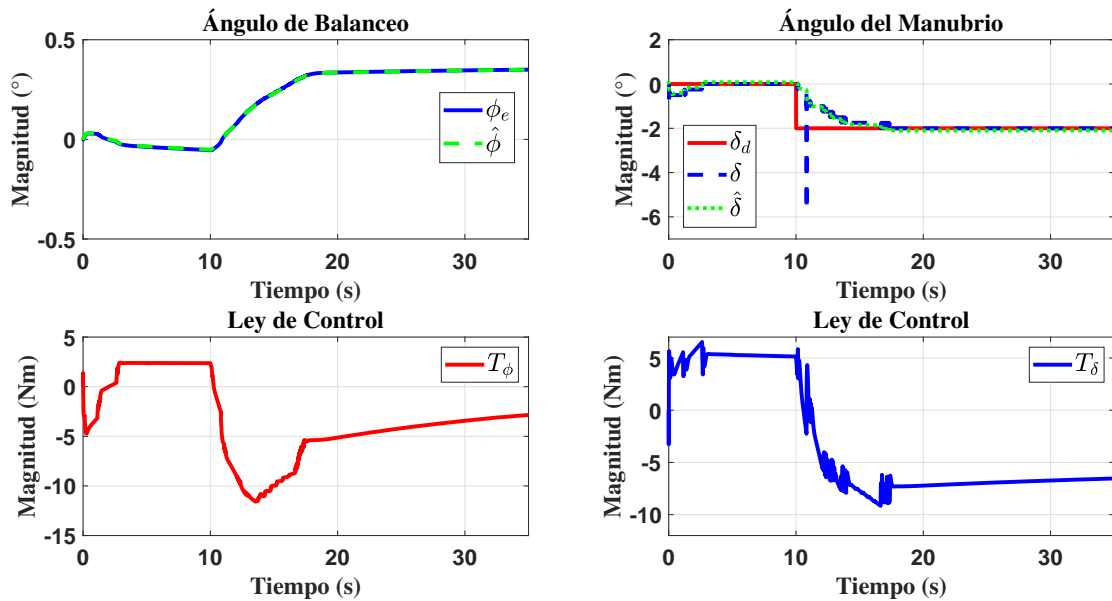 Ángulo de Balanceo
0.5
0
-0.5
Magnitud (°)
ϕₑ
ϕ̂
0 10 20 30
Tiempo (s)
Ángulo del Manubrio
2
0
-2
-4
-6
Magnitud (°)
δ_d
δ
δ̂
0 10 20 30
Tiempo (s)
Ley de Control
5
0
-5
-10
-15
Magnitud (Nm)
T_ϕ
0 10 20 30
Tiempo (s)
Ley de Control
5
0
-5
-10
Magnitud (Nm)
T_δ
0 10 20 30
Tiempo (s)